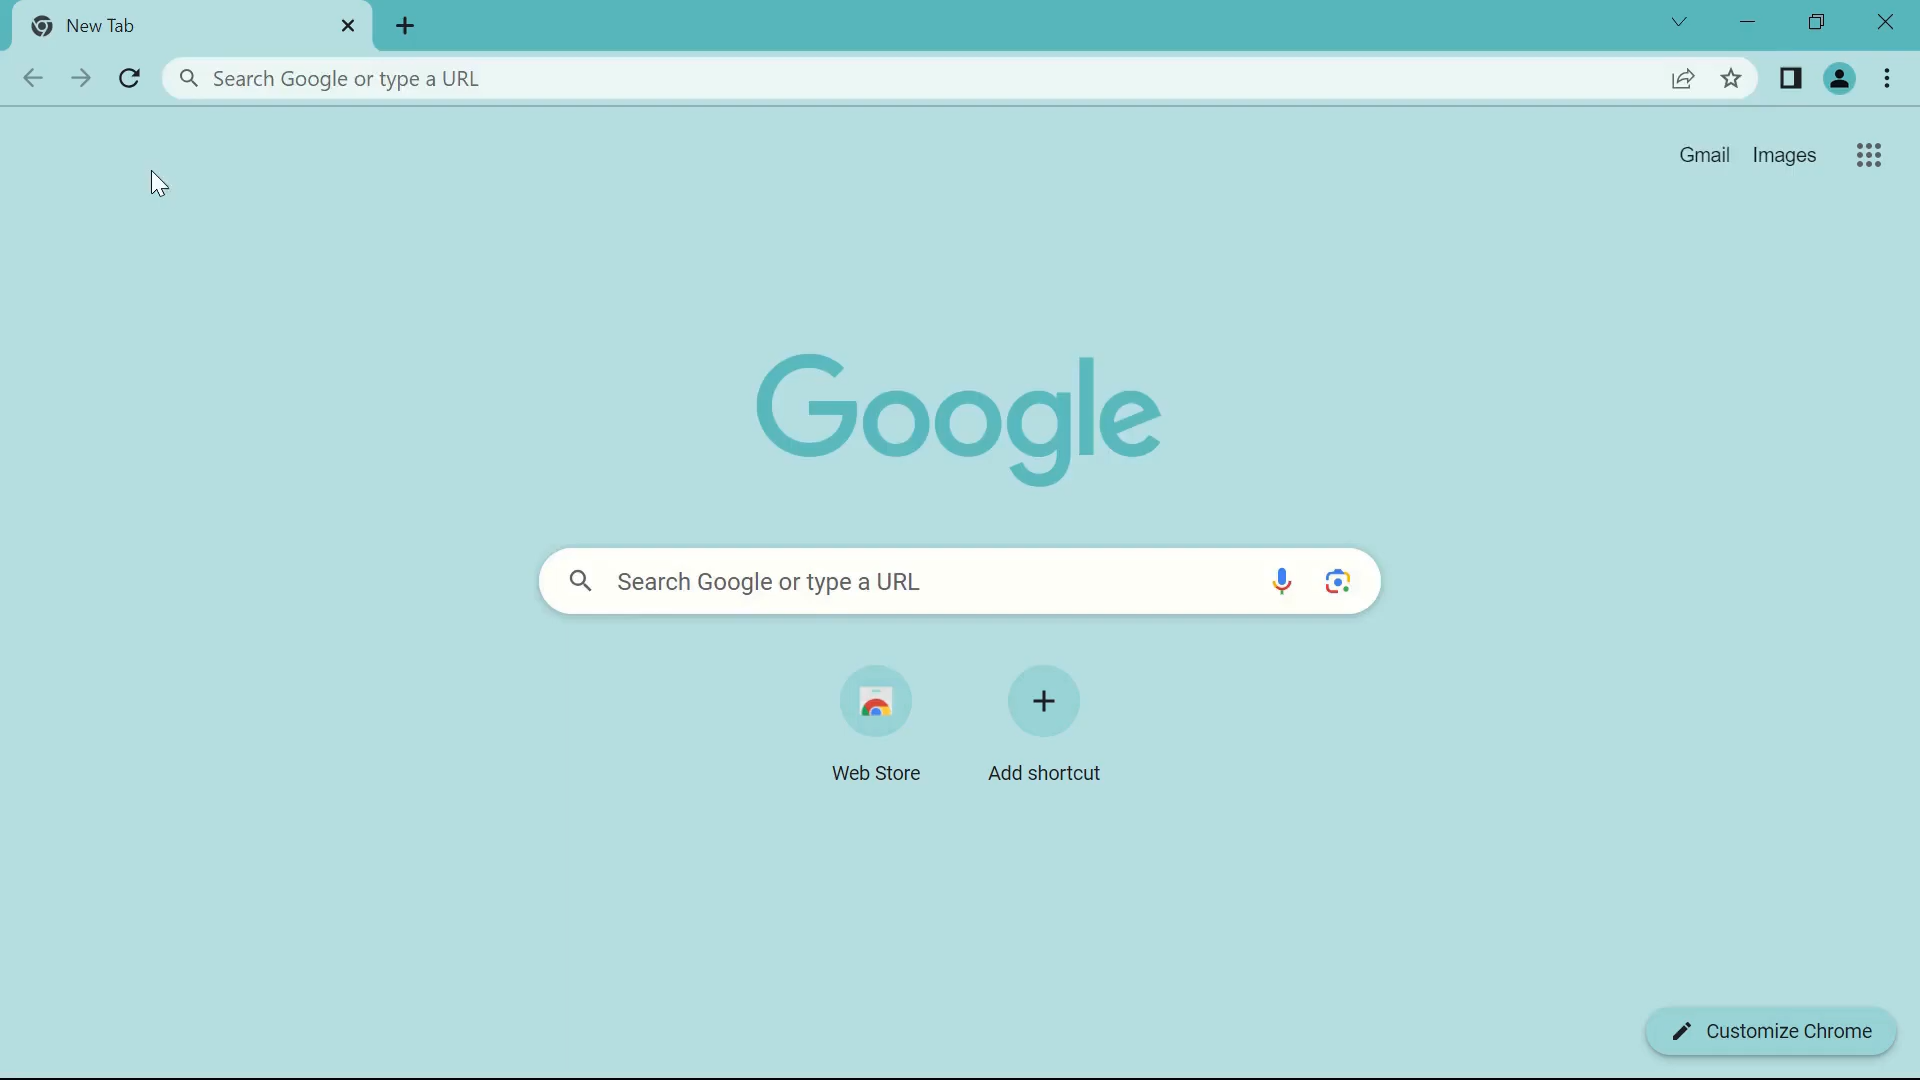 New Tab
Search Google or type a URL
Gmail Images
Google
Search Google or type a URL
Web Store Add shortcut
Customize Chrome